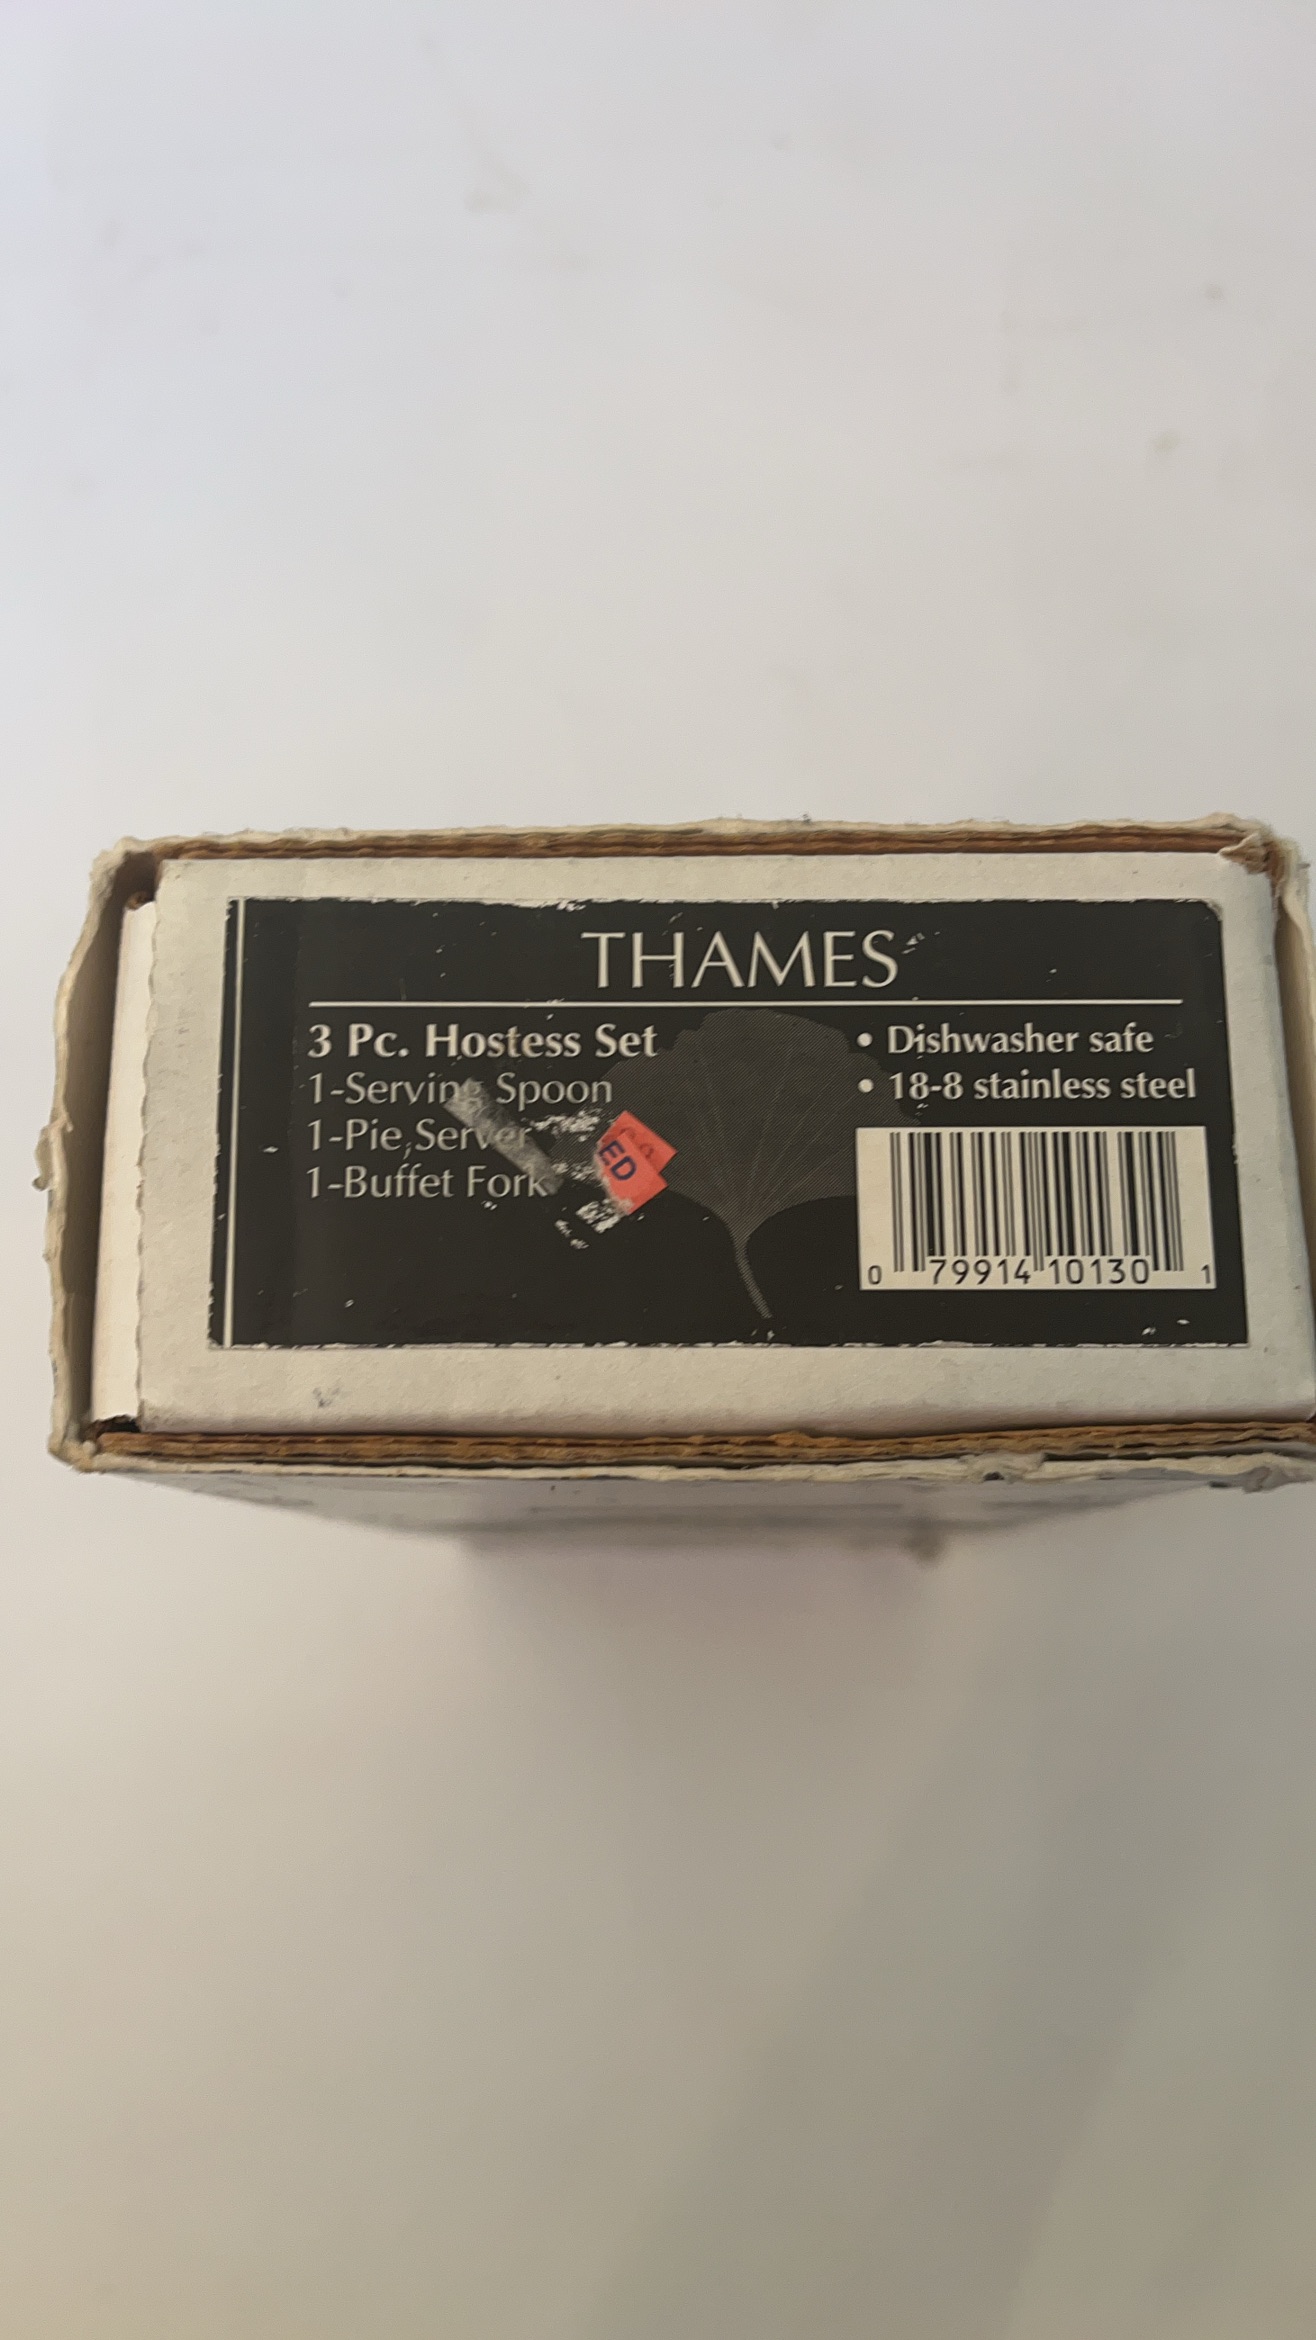 THAMES
3 Pc. Hostess Set
1-Serving Spoon
1-Pie Server
1-Buffet Fork
ED
• Dishwasher safe
• 18-8 stainless steel
0 79914 10130 1